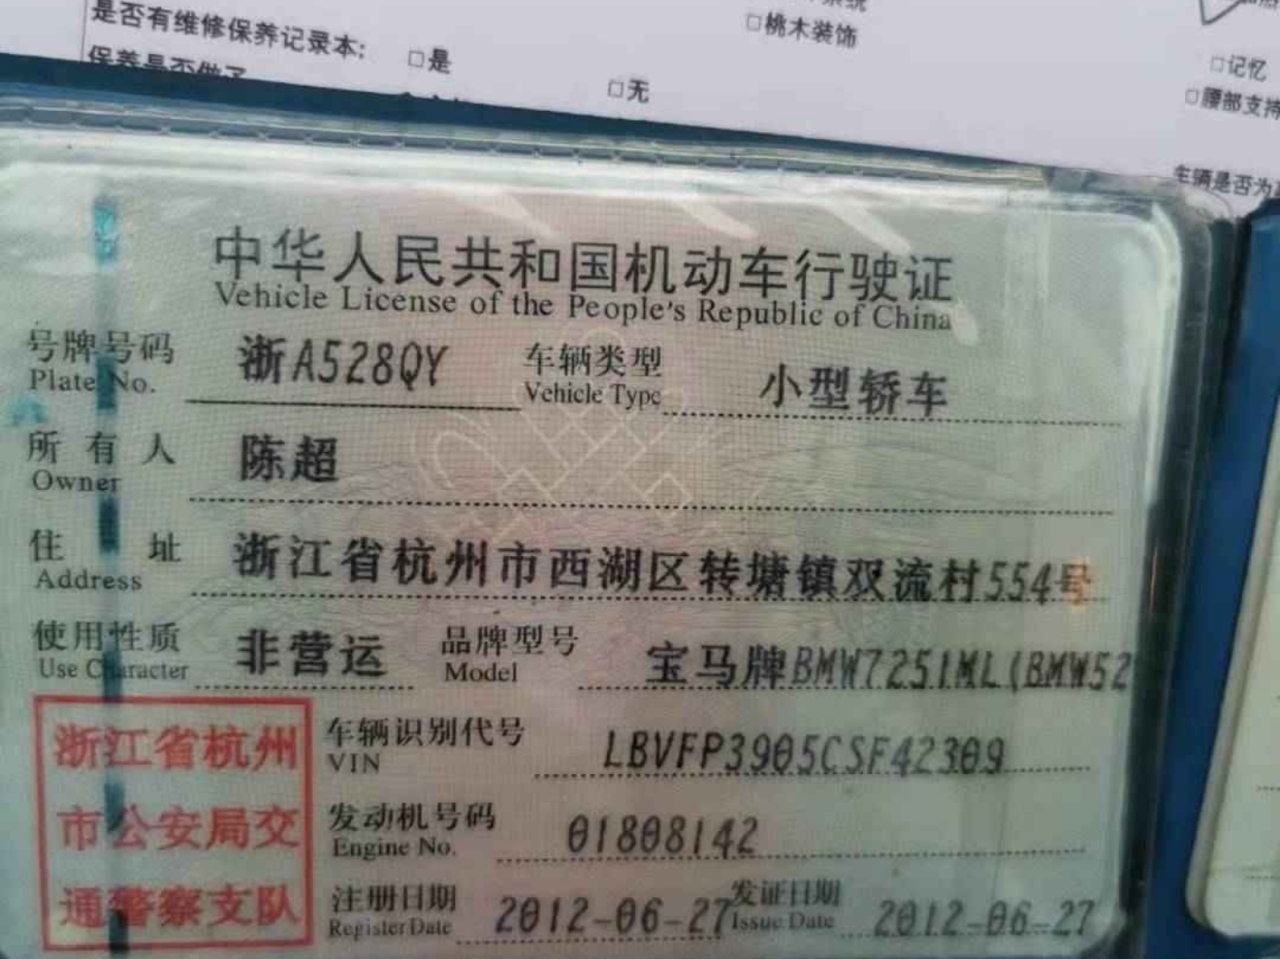 是否有维修保养记录本: □是 □无
□桃木装饰
□记忆
□腰部支持
保养是否做了
车辆是否为
中华人民共和国机动车行驶证
Vehicle License of the People's Republic of China
号牌号码 浙A528QY 车辆类型 小型轿车
Plate No. Vehicle Type
所有人 陈超
Owner
住址 浙江省杭州市西湖区转塘镇双流村554号
Address
使用性质 非营运 品牌型号 宝马牌BMW7251ML(BMW52
Use Character Model
浙江省杭州
市公安局交
通警察支队
车辆识别代号 LBVFP3905CSF42309
VIN
发动机号码 01808142
Engine No.
注册日期 2012-06-27 发证日期 2012-06-27
Register Date Issue Date